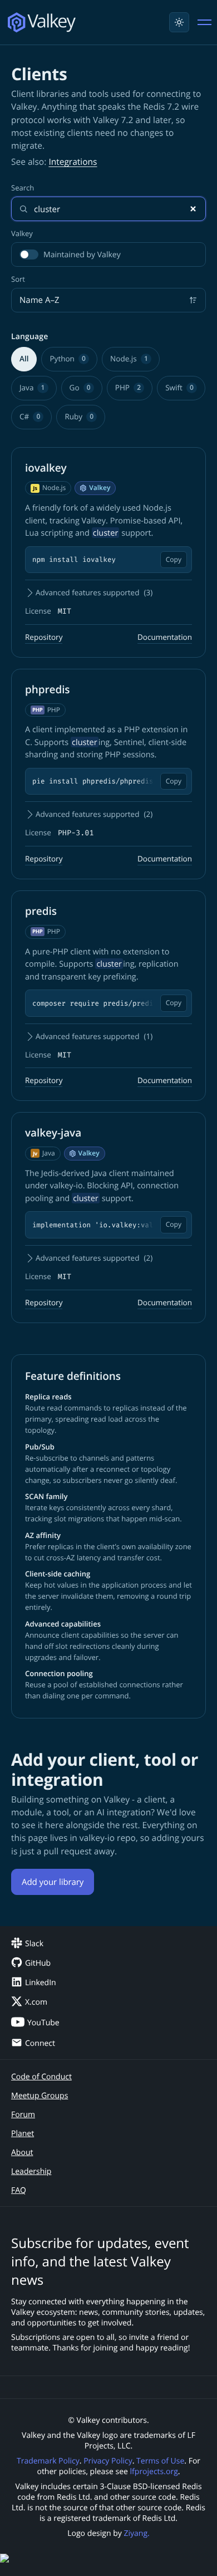 Valkey
Clients
Client libraries and tools used for connecting to
Valkey. Anything that speaks the Redis 7.2 wire
protocol works with Valkey 7.2 and later, so
most existing clients need no changes to
migrate.
See also: Integrations
Search
cluster
Valkey
Maintained by Valkey
Sort
Name A–Z
Language
All
Python 0
Node.js 1
Java 1
Go 0
PHP 2
Swift 0
C# 0
Ruby 0
iovalkey
Js Node.js
Valkey
A friendly fork of a widely used Node.js
client, tracking Valkey. Promise-based API,
Lua scripting and cluster support.
npm install iovalkey
Copy
Advanced features supported (3)
License MIT
Repository
Documentation
phpredis
PHP PHP
A client implemented as a PHP extension in
C. Supports clustering, Sentinel, client-side
sharding and storing PHP sessions.
pie install phpredis/phpredis
Copy
Advanced features supported (2)
License PHP-3.01
Repository
Documentation
predis
PHP PHP
A pure-PHP client with no extension to
compile. Supports clustering, replication
and transparent key prefixing.
composer require predis/predis
Copy
Advanced features supported (1)
License MIT
Repository
Documentation
valkey-java
Jv Java
Valkey
The Jedis-derived Java client maintained
under valkey-io. Blocking API, connection
pooling and cluster support.
implementation 'io.valkey:val
Copy
Advanced features supported (2)
License MIT
Repository
Documentation
Feature definitions
Replica reads
Route read commands to replicas instead of the
primary, spreading read load across the
topology.
Pub/Sub
Re-subscribe to channels and patterns
automatically after a reconnect or topology
change, so subscribers never go silently deaf.
SCAN family
Iterate keys consistently across every shard,
tracking slot migrations that happen mid-scan.
AZ affinity
Prefer replicas in the client's own availability zone
to cut cross-AZ latency and transfer cost.
Client-side caching
Keep hot values in the application process and let
the server invalidate them, removing a round trip
entirely.
Advanced capabilities
Announce client capabilities so the server can
hand off slot redirections cleanly during
upgrades and failover.
Connection pooling
Reuse a pool of established connections rather
than dialing one per command.
Add your client, tool or
integration
Building something on Valkey - a client, a
module, a tool, or an AI integration? We'd love
to see it here alongside the rest. Everything on
this page lives in valkey-io repo, so adding yours
is just a pull request away.
Add your library
Slack
GitHub
LinkedIn
X.com
YouTube
Connect
Code of Conduct
Meetup Groups
Forum
Planet
About
Leadership
FAQ
Subscribe for updates, event
info, and the latest Valkey
news
Stay connected with everything happening in the
Valkey ecosystem: news, community stories, updates,
and opportunities to get involved.
Subscriptions are open to all, so invite a friend or
teammate. Thanks for joining and happy reading!
© Valkey contributors.
Valkey and the Valkey logo are trademarks of LF
Projects, LLC.
Trademark Policy. Privacy Policy. Terms of Use. For
other policies, please see lfprojects.org.
Valkey includes certain 3-Clause BSD-licensed Redis
code from Redis Ltd. and other source code. Redis
Ltd. is not the source of that other source code. Redis
is a registered trademark of Redis Ltd.
Logo design by Ziyang.